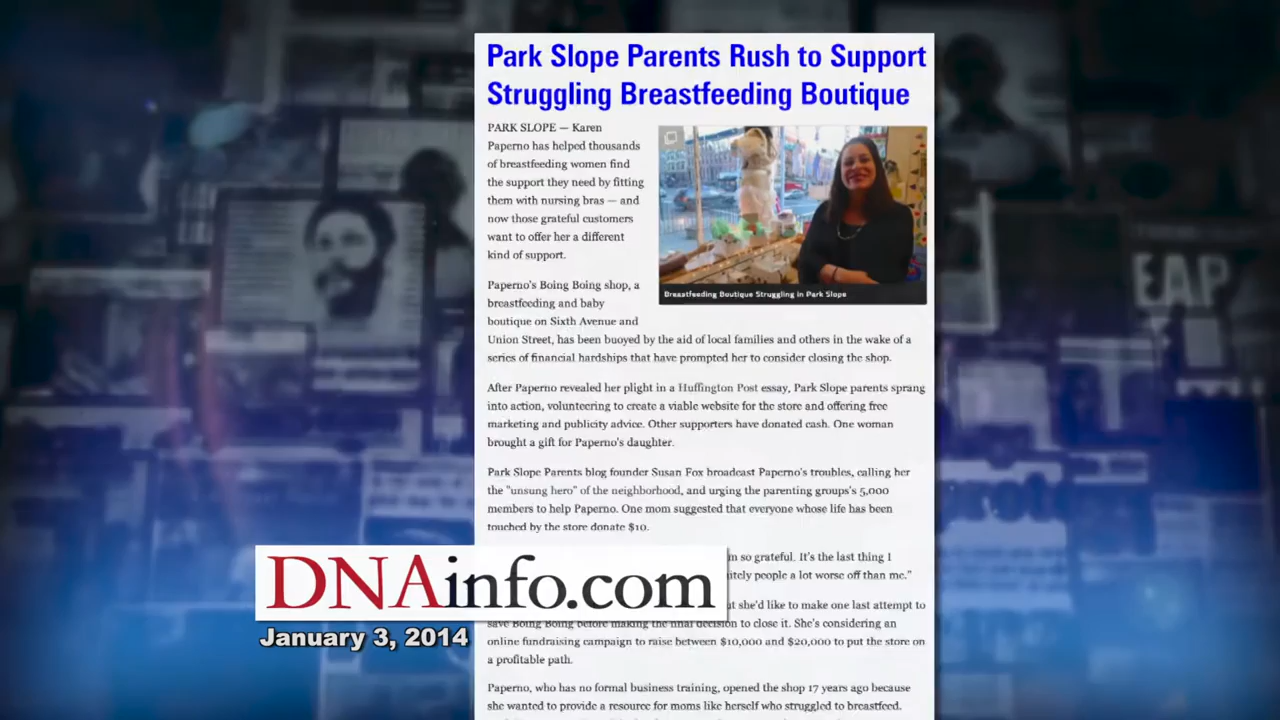 Park Slope Parents Rush to Support
Struggling Breastfeeding Boutique
PARK SLOPE — Karen
Paperno has helped thousands
of breastfeeding women find
the support they need by fitting
them with nursing bras — and
now those grateful customers
want to offer her a different
kind of support.
Breastfeeding Boutique Struggling in Park Slope
Paperno's Boing Boing shop, a
breastfeeding and baby
boutique on Sixth Avenue and
Union Street, has been buoyed by the aid of local families and others in the wake of a
series of financial hardships that have prompted her to consider closing the shop.
After Paperno revealed her plight in a Huffington Post essay, Park Slope parents sprang
into action, volunteering to create a viable website for the store and offering free
marketing and publicity advice. Other supporters have donated cash. One woman
brought a gift for Paperno's daughter.
Park Slope Parents blog founder Susan Fox broadcast Paperno's troubles, calling her
the "unsung hero" of the neighborhood, and urging the parenting groups's 5,000
members to help Paperno. One mom suggested that everyone whose life has been
touched by the store donate $10.
so grateful. It's the last thing I
people a lot worse off than me."
she'd like to make one last attempt to
save Boing Boing before making the final decision to close it. She's considering an
online fundraising campaign to raise between $10,000 and $20,000 to put the store on
a profitable path.
Paperno, who has no formal business training, opened the shop 17 years ago because
she wanted to provide a resource for moms like herself who struggled to breastfeed.
DNAinfo.com
January 3, 2014
EAP